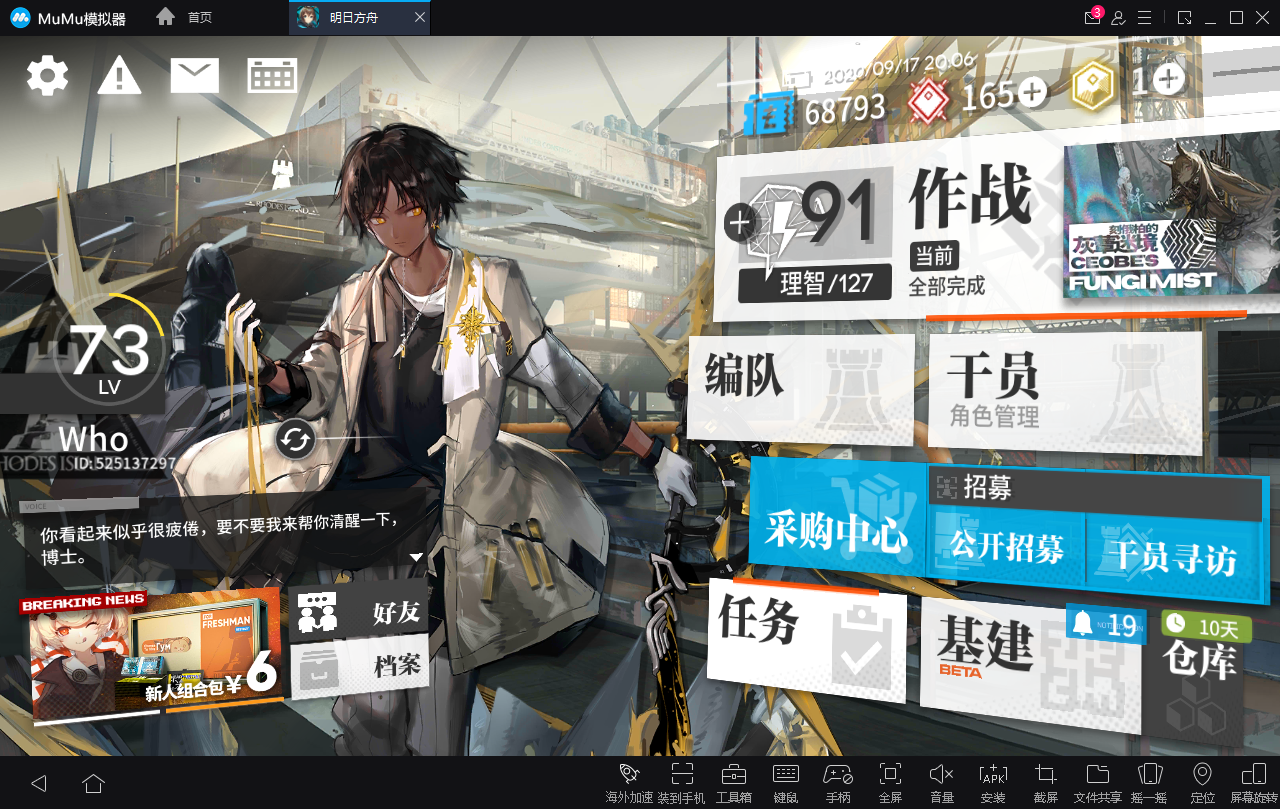 MuMu模拟器
首页
明日方舟
3
2020/09/17 20:06
68793
165
1
91
理智/127
作战
当前
全部完成
刻俄柏的
灰蕈迷境
CEOBES
FUNGIMIST
RHODES ISLAND
73
LV
Who
RHODES ISLAND
ID:525137297
编队
干员
角色管理
采购中心
招募
公开招募
干员寻访
VOICE
你看起来似乎很疲倦，要不要我来帮你清醒一下，
博士。
BREAKING NEWS
FRESHMAN
Гум
新人组合包￥6
好友
档案
任务
基建
BETA
19
10天
仓库
海外加速
装到手机
工具箱
键鼠
手柄
全屏
音量
APK
安装
截屏
文件共享
摇一摇
定位
屏幕旋转